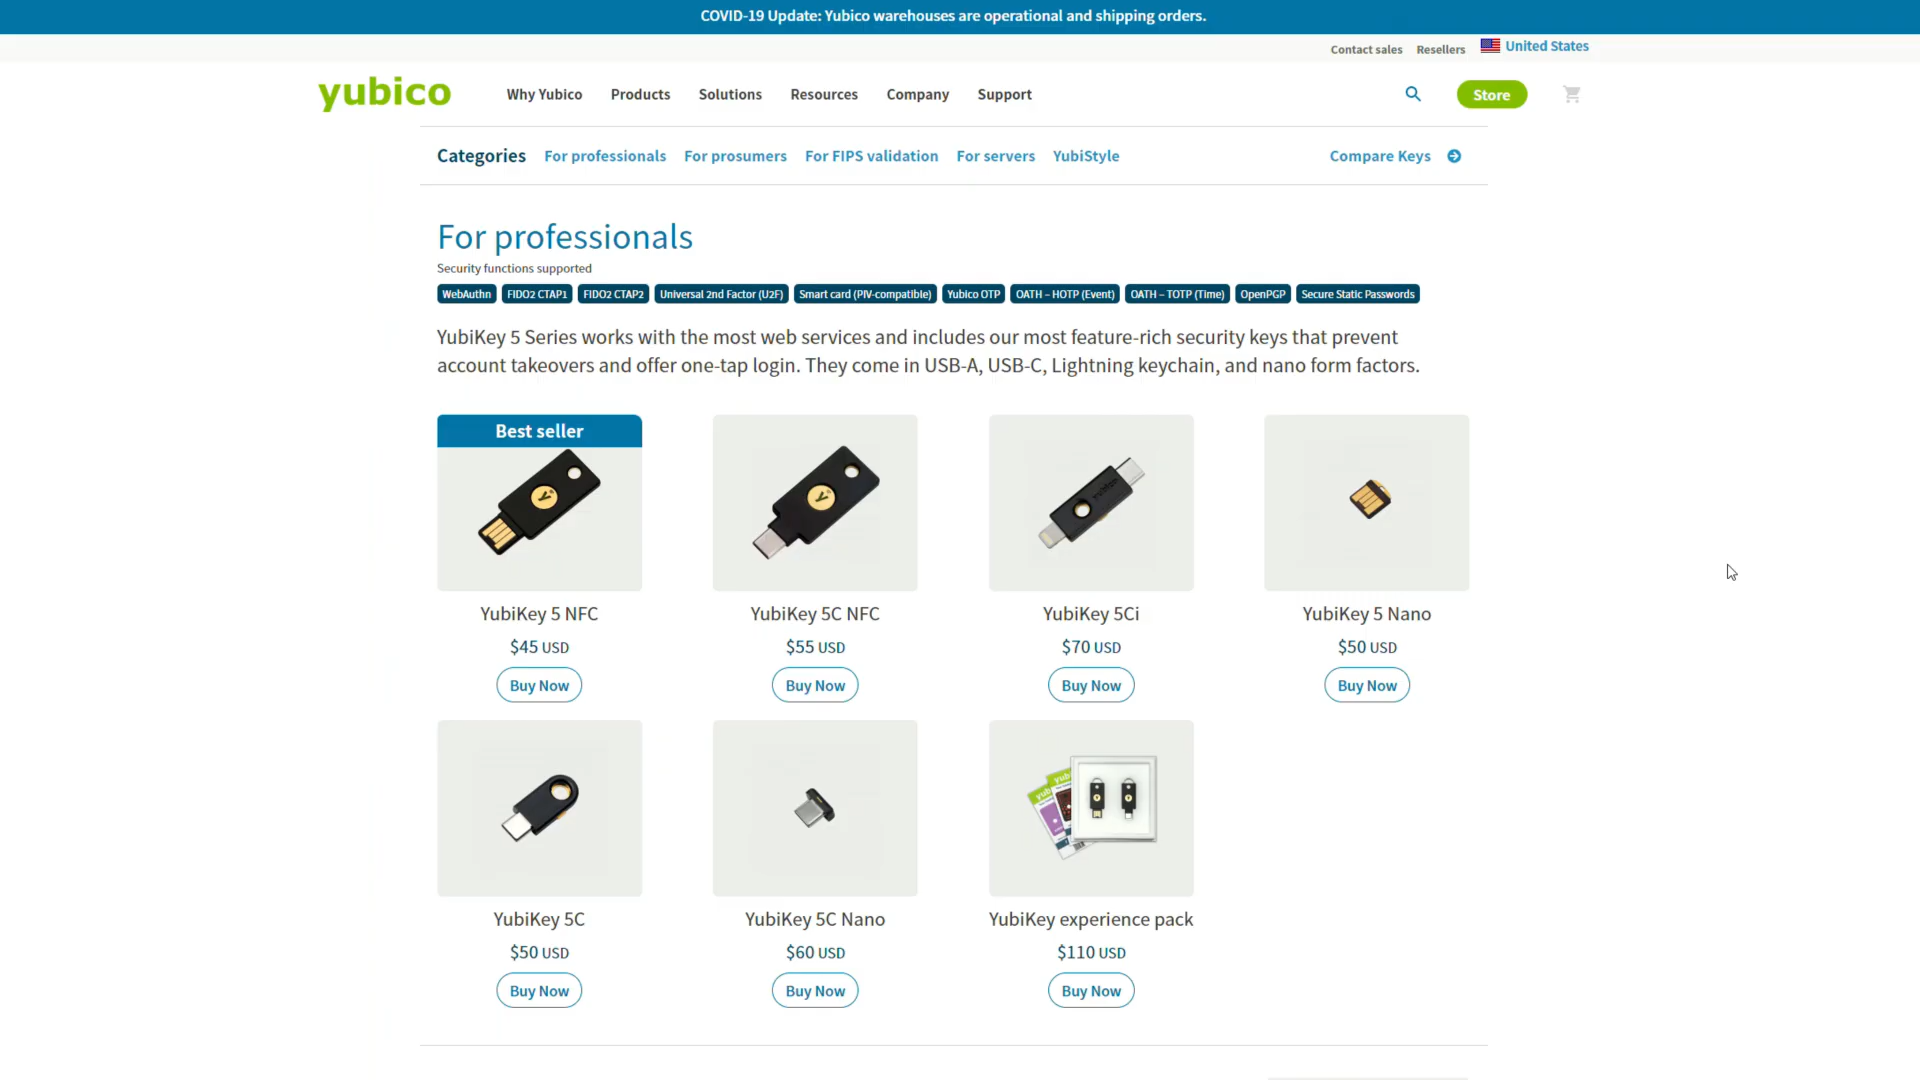 COVID-19 Update: Yubico warehouses are operational and shipping orders.
Contact sales Resellers United States
yubico Why Yubico Products Solutions Resources Company Support Store
Categories For professionals For prosumers For FIPS validation For servers YubiStyle Compare Keys
For professionals
Security functions supported
WebAuthn FIDO2 CTAP1 FIDO2 CTAP2 Universal 2nd Factor (U2F) Smart card (PIV-compatible) Yubico OTP OATH – HOTP (Event) OATH – TOTP (Time) OpenPGP Secure Static Passwords
YubiKey 5 Series works with the most web services and includes our most feature-rich security keys that prevent
account takeovers and offer one-tap login. They come in USB-A, USB-C, Lightning keychain, and nano form factors.
Best seller
YubiKey 5 NFC YubiKey 5C NFC YubiKey 5Ci YubiKey 5 Nano
$45 USD $55 USD $70 USD $50 USD
Buy Now Buy Now Buy Now Buy Now
YubiKey 5C YubiKey 5C Nano YubiKey experience pack
$50 USD $60 USD $110 USD
Buy Now Buy Now Buy Now